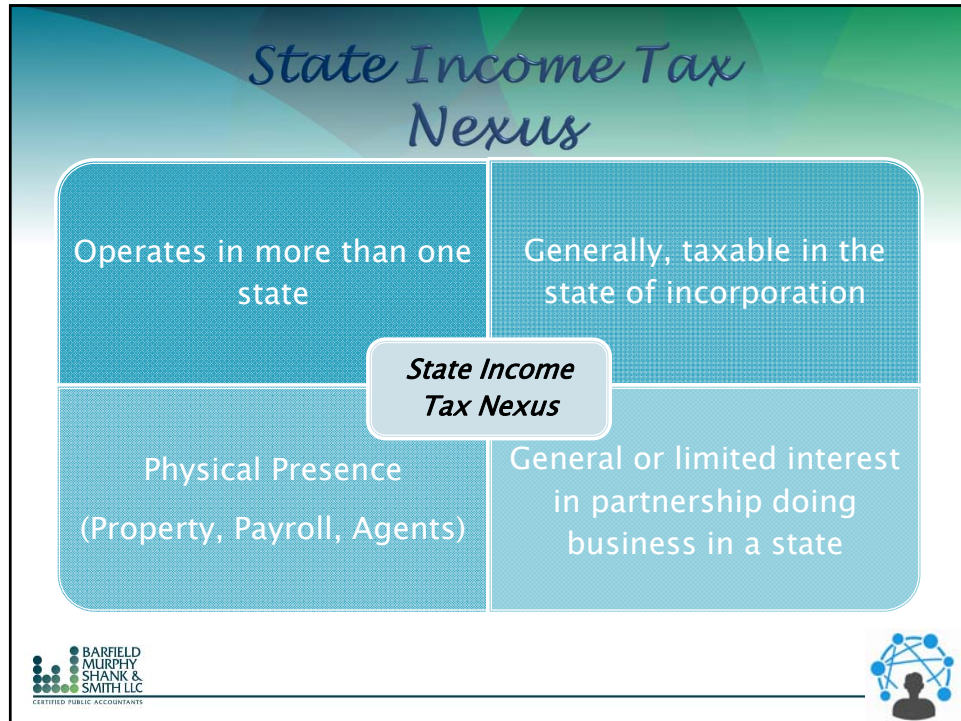 State Income Tax
Nexus
Operates in more than one
state
Generally, taxable in the
state of incorporation
State Income
Tax Nexus
Physical Presence
(Property, Payroll, Agents)
General or limited interest
in partnership doing
business in a state
BARFIELD
MURPHY
SHANK &
SMITH LLC
CERTIFIED PUBLIC ACCOUNTANTS